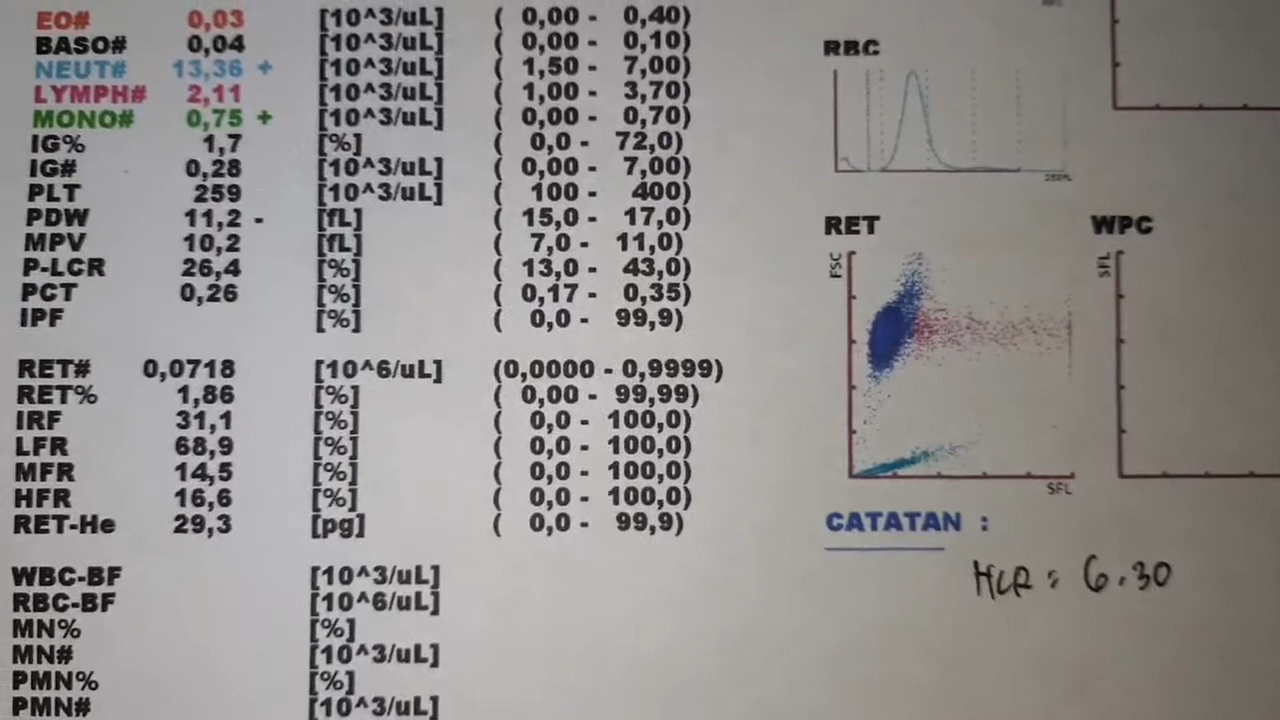 EO# 0,03 [10^3/uL] ( 0,00 - 0,40)
BASO# 0,04 [10^3/uL] ( 0,00 - 0,10)
NEUT# 13,36 + [10^3/uL] ( 1,50 - 7,00)
LYMPH# 2,11 [10^3/uL] ( 1,00 - 3,70)
MONO# 0,75 + [10^3/uL] ( 0,00 - 0,70)
IG% 1,7 [%] ( 0,0 - 72,0)
IG# 0,28 [10^3/uL] ( 0,00 - 7,00)
PLT 259 [10^3/uL] ( 100 - 400)
PDW 11,2 - [fL] ( 15,0 - 17,0)
MPV 10,2 [fL] ( 7,0 - 11,0)
P-LCR 26,4 [%] ( 13,0 - 43,0)
PCT 0,26 [%] ( 0,17 - 0,35)
IPF [%] ( 0,0 - 99,9)
RET# 0,0718 [10^6/uL] (0,0000 - 0,9999)
RET% 1,86 [%] ( 0,00 - 99,99)
IRF 31,1 [%] ( 0,0 - 100,0)
LFR 68,9 [%] ( 0,0 - 100,0)
MFR 14,5 [%] ( 0,0 - 100,0)
HFR 16,6 [%] ( 0,0 - 100,0)
RET-He 29,3 [pg] ( 0,0 - 99,9)
WBC-BF [10^3/uL]
RBC-BF [10^6/uL]
MN% [%]
MN# [10^3/uL]
PMN% [%]
PMN# [10^3/uL]
RBC
RET
FSC
SFL
WPC
SFL
CATATAN :
HLR : 6.30